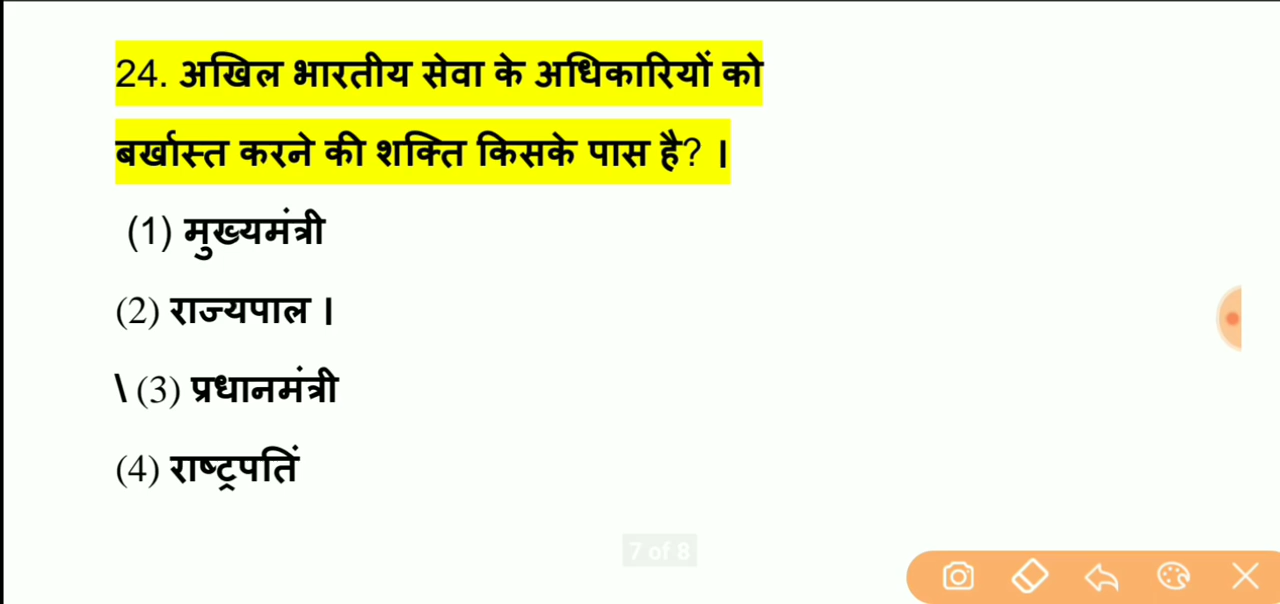 24. अखिल भारतीय सेवा के अधिकारियों को
बर्खास्त करने की शक्ति किसके पास है? ।
(1) मुख्यमंत्री
(2) राज्यपाल ।
\ (3) प्रधानमंत्री
(4) राष्ट्रपतिं
7 of 8